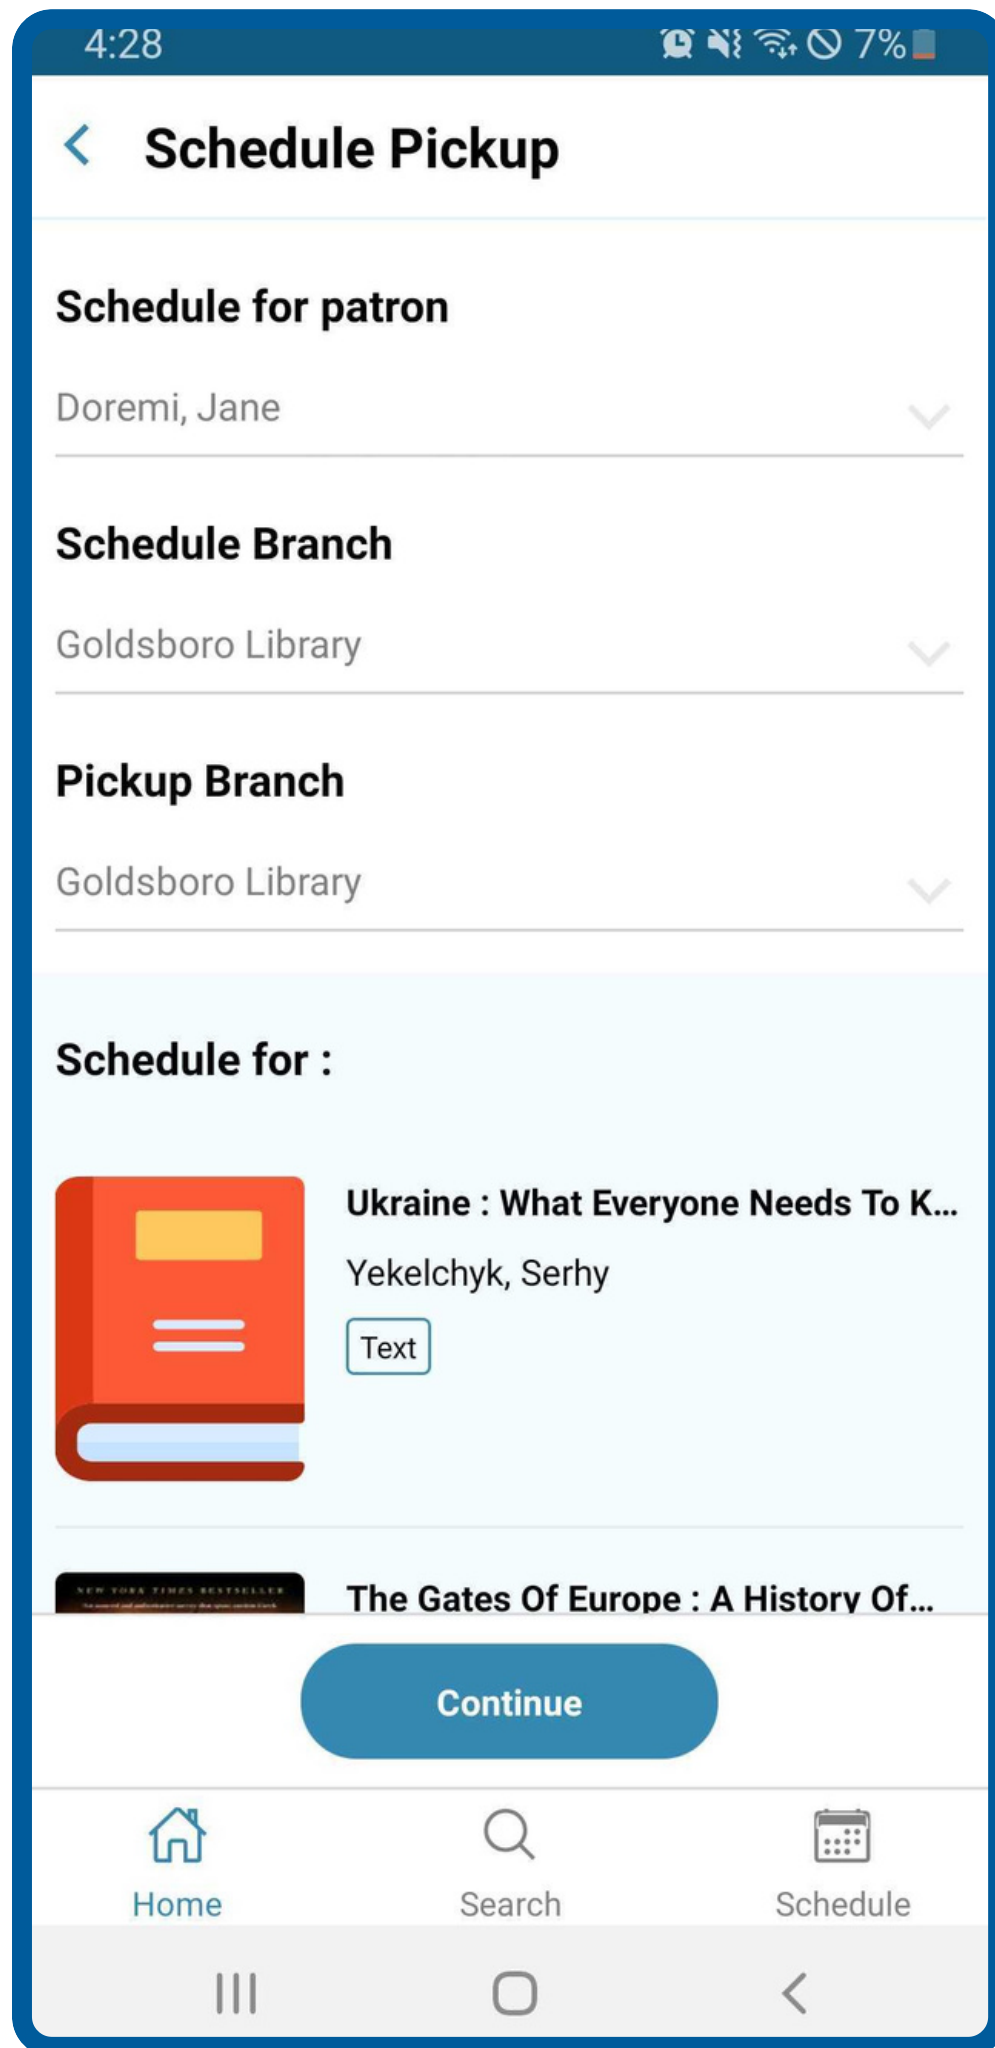 4:28 7%
Schedule Pickup
Schedule for patron
Doremi, Jane
Schedule Branch
Goldsboro Library
Pickup Branch
Goldsboro Library
Schedule for :
Ukraine : What Everyone Needs To K...
Yekelchyk, Serhy
Text
NEW YORK TIMES BESTSELLER
The Gates Of Europe : A History Of...
Continue
Home Search Schedule